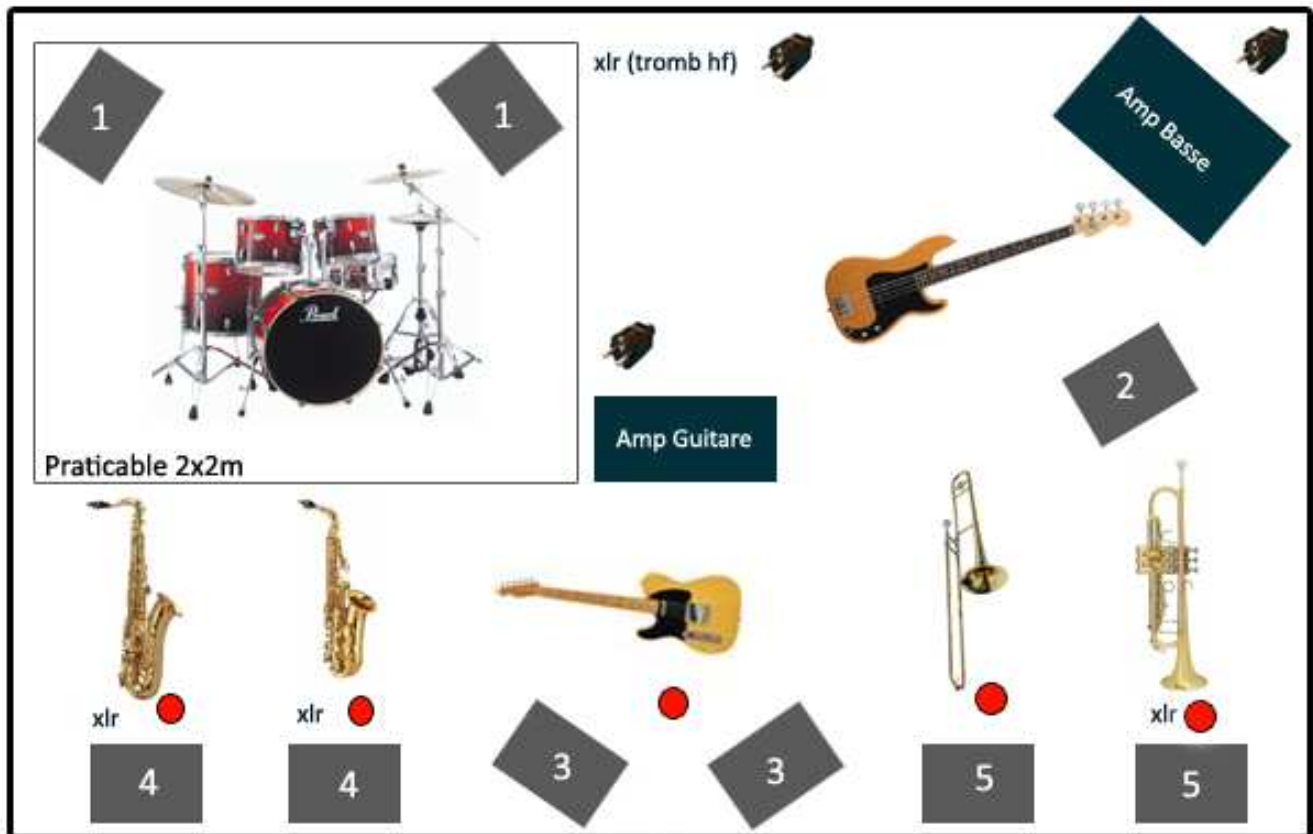 xlr (tromb hf)
1
1
Amp Basse
Pearl
2
Amp Guitare
Praticable 2x2m
xlr
xlr
xlr
4
4
3
3
5
5